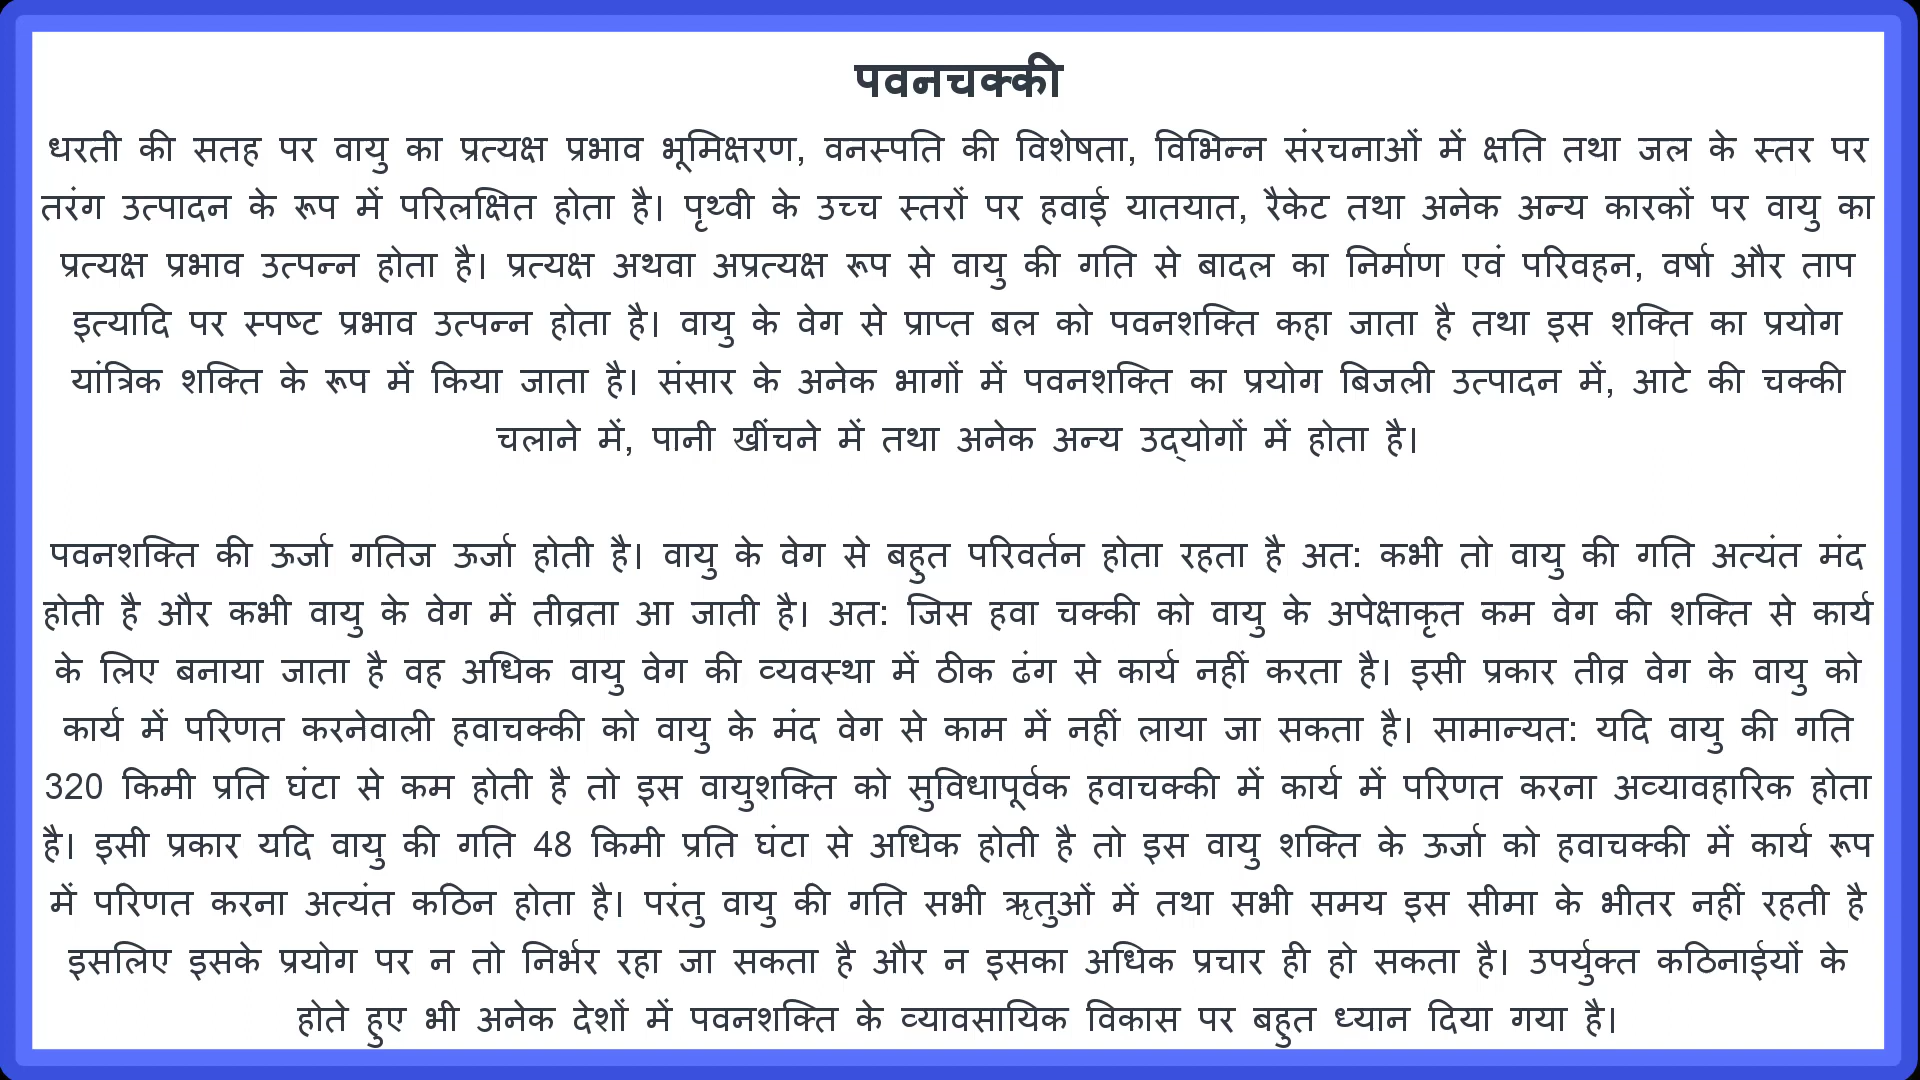 पवनचक्की
धरती की सतह पर वायु का प्रत्यक्ष प्रभाव भूमिक्षरण, वनस्पति की विशेषता, विभिन्न संरचनाओं में क्षति तथा जल के स्तर पर
तरंग उत्पादन के रूप में परिलक्षित होता है। पृथ्वी के उच्च स्तरों पर हवाई यातयात, रैकेट तथा अनेक अन्य कारकों पर वायु का
प्रत्यक्ष प्रभाव उत्पन्न होता है। प्रत्यक्ष अथवा अप्रत्यक्ष रूप से वायु की गति से बादल का निर्माण एवं परिवहन, वर्षा और ताप
इत्यादि पर स्पष्ट प्रभाव उत्पन्न होता है। वायु के वेग से प्राप्त बल को पवनशक्ति कहा जाता है तथा इस शक्ति का प्रयोग
यांत्रिक शक्ति के रूप में किया जाता है। संसार के अनेक भागों में पवनशक्ति का प्रयोग बिजली उत्पादन में, आटे की चक्की
चलाने में, पानी खींचने में तथा अनेक अन्य उद्योगों में होता है।
पवनशक्ति की ऊर्जा गतिज ऊर्जा होती है। वायु के वेग से बहुत परिवर्तन होता रहता है अत: कभी तो वायु की गति अत्यंत मंद
होती है और कभी वायु के वेग में तीव्रता आ जाती है। अत: जिस हवा चक्की को वायु के अपेक्षाकृत कम वेग की शक्ति से कार्य
के लिए बनाया जाता है वह अधिक वायु वेग की व्यवस्था में ठीक ढंग से कार्य नहीं करता है। इसी प्रकार तीव्र वेग के वायु को
कार्य में परिणत करनेवाली हवाचक्की को वायु के मंद वेग से काम में नहीं लाया जा सकता है। सामान्यत: यदि वायु की गति
320 किमी प्रति घंटा से कम होती है तो इस वायुशक्ति को सुविधापूर्वक हवाचक्की में कार्य में परिणत करना अव्यावहारिक होता
है। इसी प्रकार यदि वायु की गति 48 किमी प्रति घंटा से अधिक होती है तो इस वायु शक्ति के ऊर्जा को हवाचक्की में कार्य रूप
में परिणत करना अत्यंत कठिन होता है। परंतु वायु की गति सभी ऋतुओं में तथा सभी समय इस सीमा के भीतर नहीं रहती है
इसलिए इसके प्रयोग पर न तो निर्भर रहा जा सकता है और न इसका अधिक प्रचार ही हो सकता है। उपर्युक्त कठिनाईयों के
होते हुए भी अनेक देशों में पवनशक्ति के व्यावसायिक विकास पर बहुत ध्यान दिया गया है।